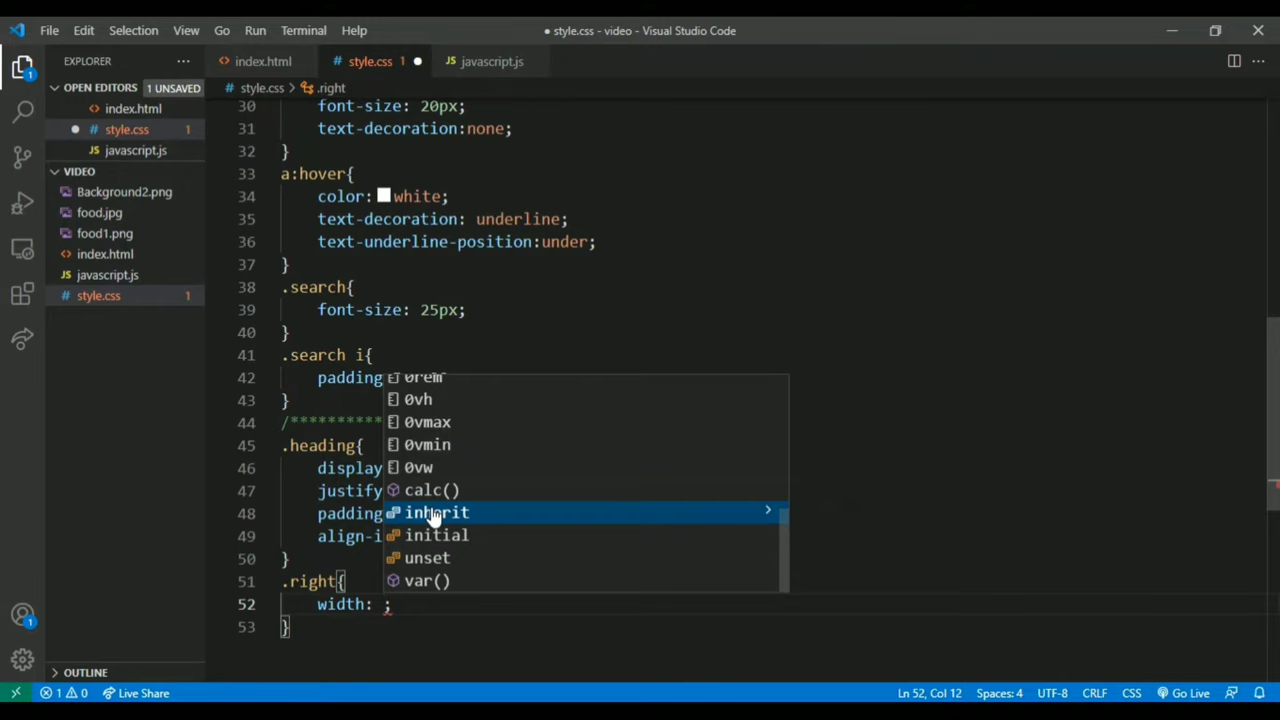 File Edit Selection View Go Run Terminal Help
● style.css - video - Visual Studio Code
EXPLORER
OPEN EDITORS 1 UNSAVED
index.html
style.css 1
javascript.js
VIDEO
Background2.png
food.jpg
food1.png
index.html
javascript.js
style.css 1
OUTLINE
index.html # style.css 1 ● JS javascript.js
# style.css > .right
30 font-size: 20px;
31 text-decoration:none;
32 }
33 a:hover{
34 color: white;
35 text-decoration: underline;
36 text-underline-position:under;
37 }
38 .search{
39 font-size: 25px;
40 }
41 .search i{
42 padding
43 }
44 /**********
45 .heading{
46 display
47 justify
48 padding
49 align-i
50 }
51 .right{
52 width: ;
53 }
0rem
0vh
0vmax
0vmin
0vw
calc()
inherit
initial
unset
var()
1 0 Live Share
Ln 52, Col 12 Spaces: 4 UTF-8 CRLF CSS Go Live